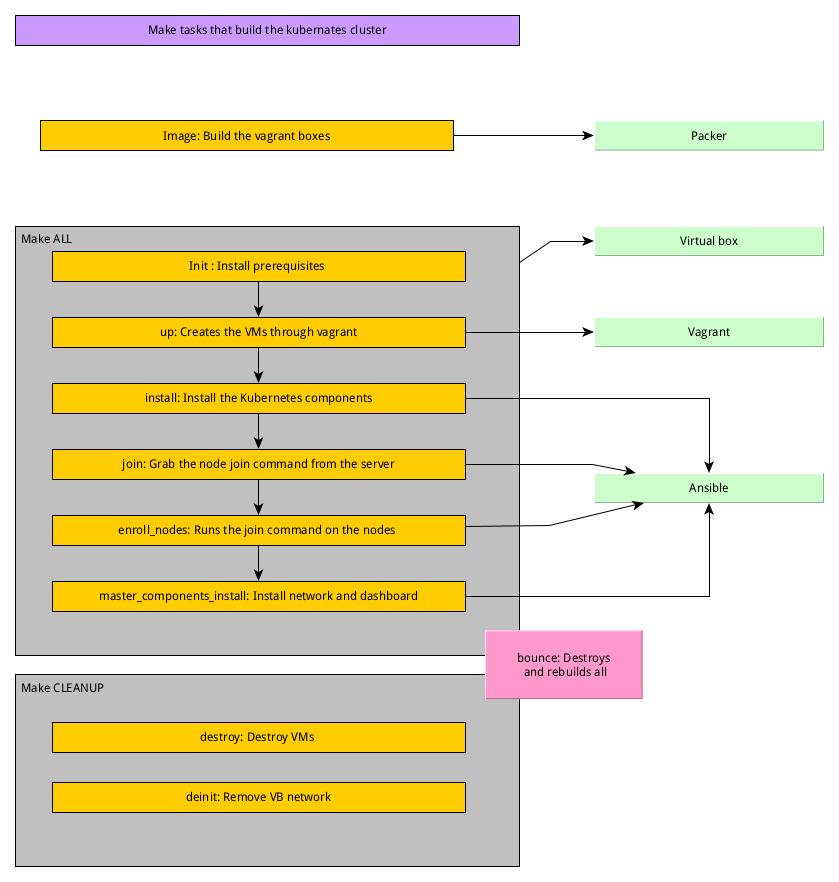 Make tasks that build the kubernates cluster
Image: Build the vagrant boxes
Packer
Make ALL
Virtual box
Init : Install prerequisites
up: Creates the VMs through vagrant
Vagrant
install: Install the Kubernetes components
join: Grab the node join command from the server
Ansible
enroll_nodes: Runs the join command on the nodes
master_components_install: Install network and dashboard
bounce: Destroys
and rebuilds all
Make CLEANUP
destroy: Destroy VMs
deinit: Remove VB network